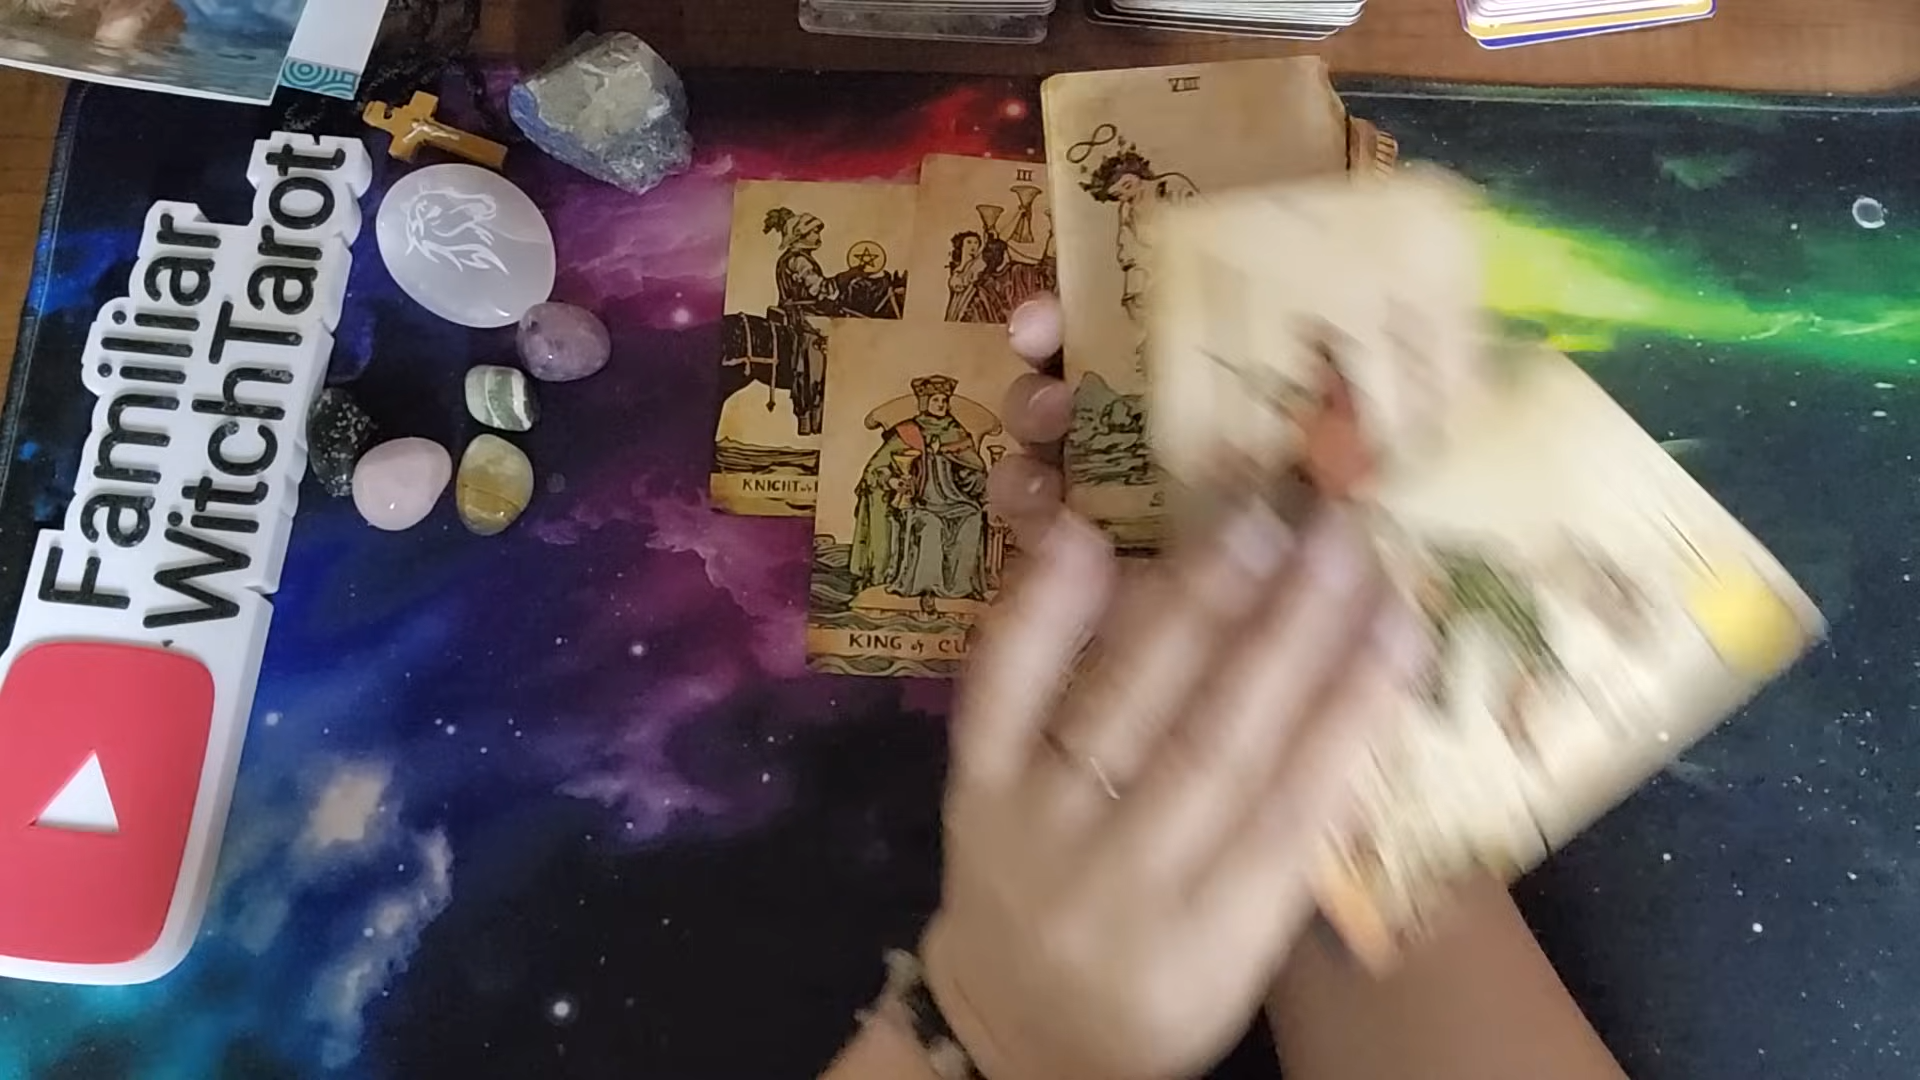 Familiar
WitchTarot
III
VIII
KNIGHT of
KING of CU